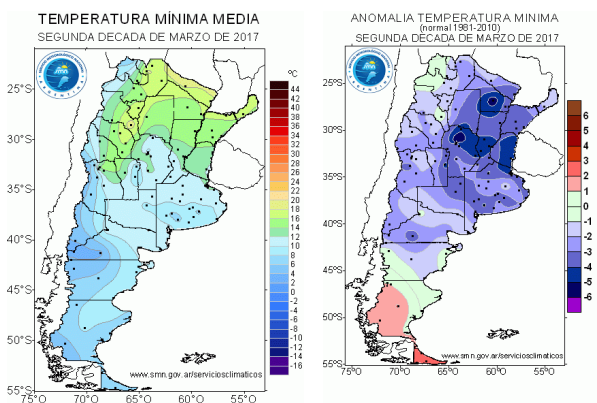 TEMPERATURA MÍNIMA MEDIA
SEGUNDA DECADA DE MARZO DE 2017
ºC
44
42
40
38
36
34
32
30
28
26
24
22
20
18
16
14
12
10
8
6
4
2
0
-2
-4
-6
-8
-10
-12
-14
-16
25°S
30°S
35°S
40°S
45°S
50°S
55°S
75°O
70°O
65°O
60°O
55°O
www.smn.gov.ar/serviciosclimaticos
ANOMALIA TEMPERATURA MINIMA
(normal 1981-2010)
SEGUNDA DÉCADA DE MARZO DE 2017
6
5
4
3
2
1
0
-1
-2
-3
-4
-5
-6
25°S
30°S
35°S
40°S
45°S
50°S
55°S
75°O
70°O
65°O
60°O
55°O
www.smn.gov.ar/serviciosclimaticos